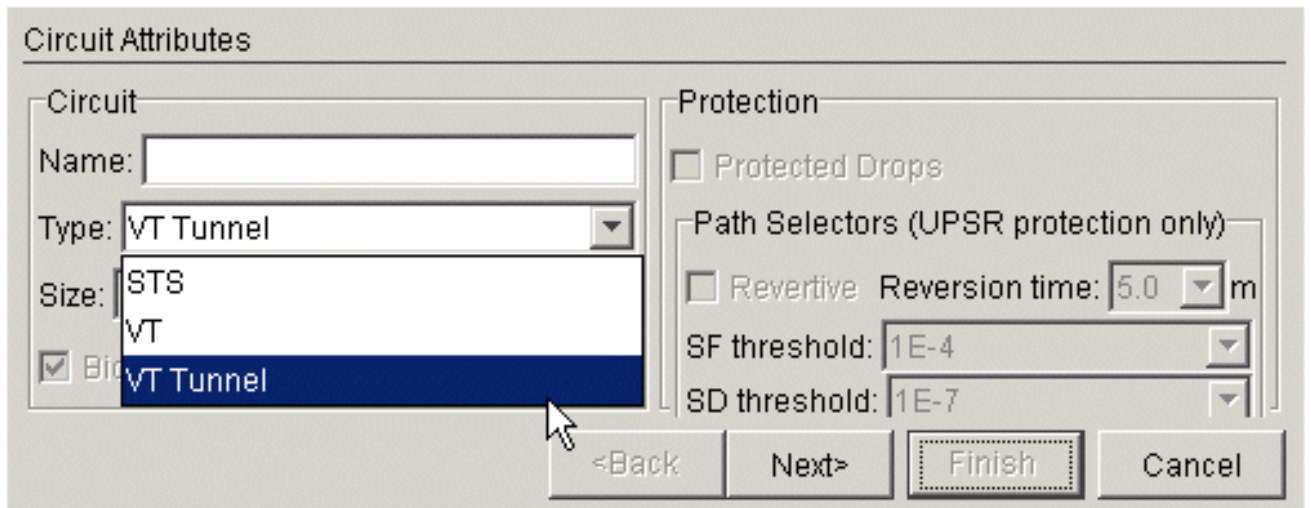 Circuit Attributes
Circuit
Name:
Type: VT Tunnel
STS
Size:
VT
VT Tunnel
Protection
Protected Drops
Path Selectors (UPSR protection only)
Revertive Reversion time: 5.0 m
SF threshold: 1E-4
SD threshold: 1E-7
<Back Next> Finish Cancel